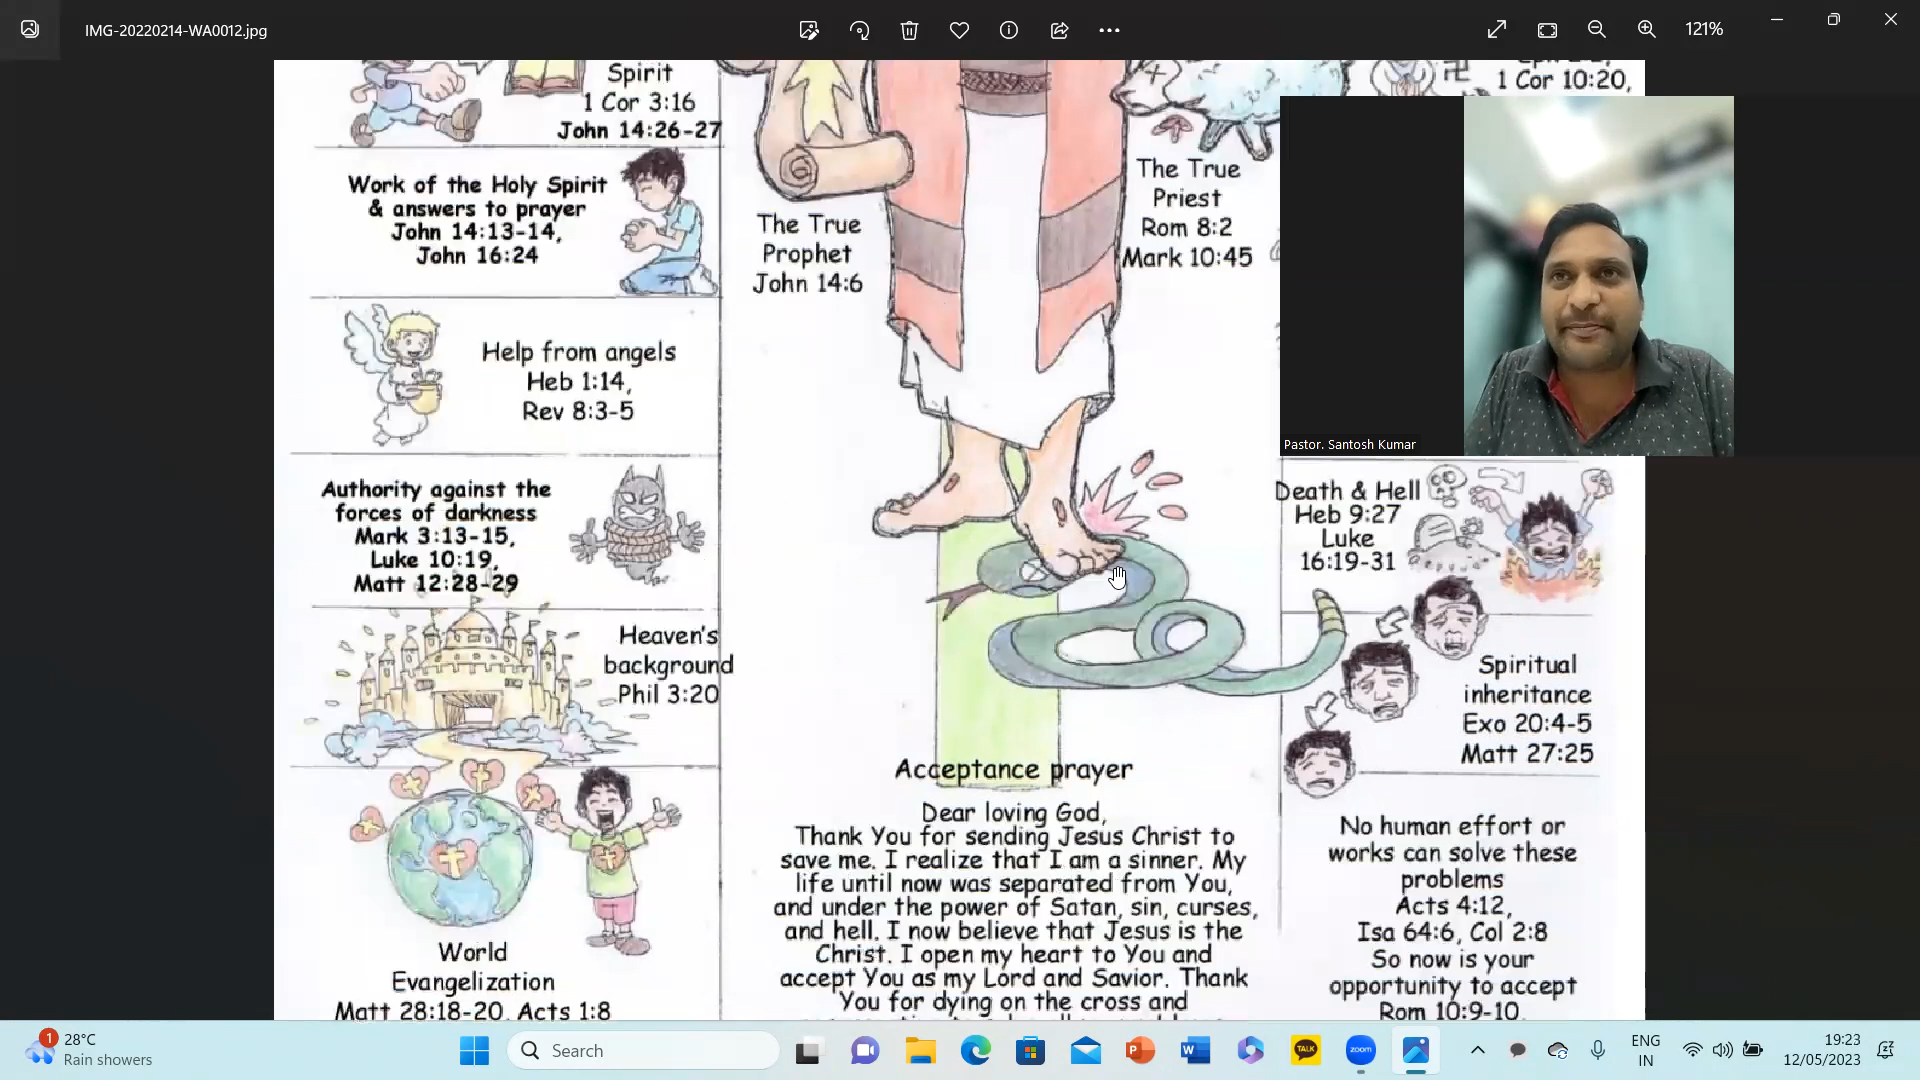 IMG-20220214-WA0012.jpg
121%
Spirit
1 Cor 3:16
John 14:26-27
Work of the Holy Spirit
& answers to prayer
John 14:13-14,
John 16:24
Help from angels
Heb 1:14,
Rev 8:3-5
Authority against the
forces of darkness
Mark 3:13-15,
Luke 10:19,
Matt 12:28-29
Heaven's
background
Phil 3:20
World
Evangelization
Matt 28:18-20, Acts 1:8
The True
Prophet
John 14:6
The True
Priest
Rom 8:2
Mark 10:45
Acceptance prayer
Dear loving God,
Thank You for sending Jesus Christ to
save me. I realize that I am a sinner. My
life until now was separated from You,
and under the power of Satan, sin, curses,
and hell. I now believe that Jesus is the
Christ. I open my heart to You and
accept You as my Lord and Savior. Thank
You for dying on the cross and
1 Cor 10:20,
Pastor. Santosh Kumar
Death & Hell
Heb 9:27
Luke
16:19-31
Spiritual
inheritance
Exo 20:4-5
Matt 27:25
No human effort or
works can solve these
problems
Acts 4:12,
Isa 64:6, Col 2:8
So now is your
opportunity to accept
Rom 10:9-10,
1
28°C
Rain showers
Search
TALK
zoom
ENG
IN
19:23
12/05/2023